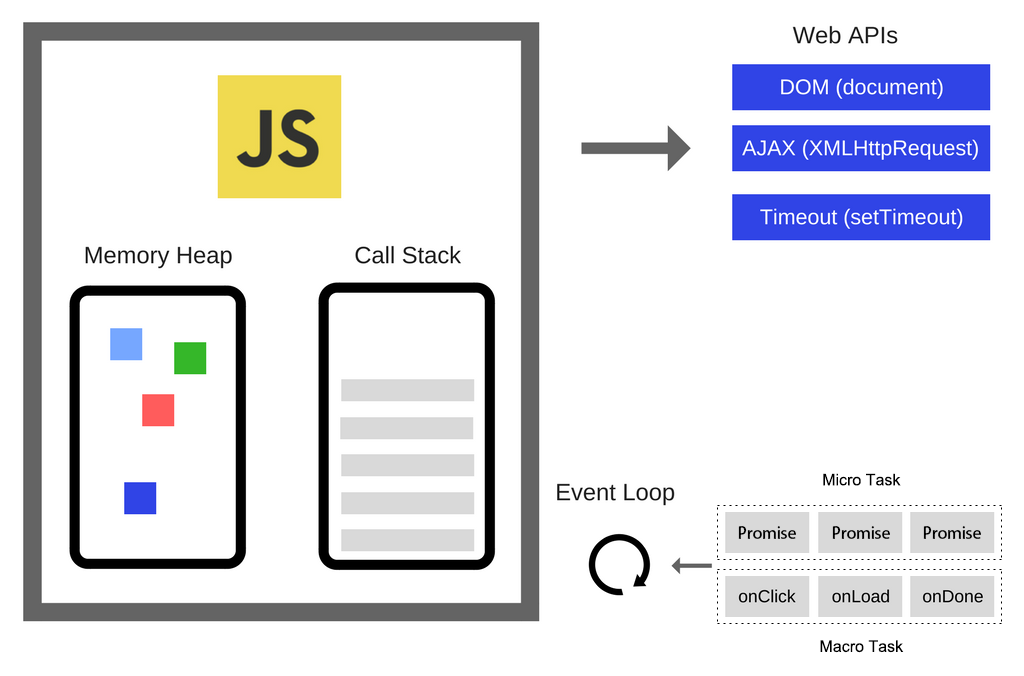 Web APIs
DOM (document)
JS
AJAX (XMLHttpRequest)
Timeout (setTimeout)
Memory Heap
Call Stack
Event Loop
Micro Task
Promise
Promise
Promise
onClick
onLoad
onDone
Macro Task